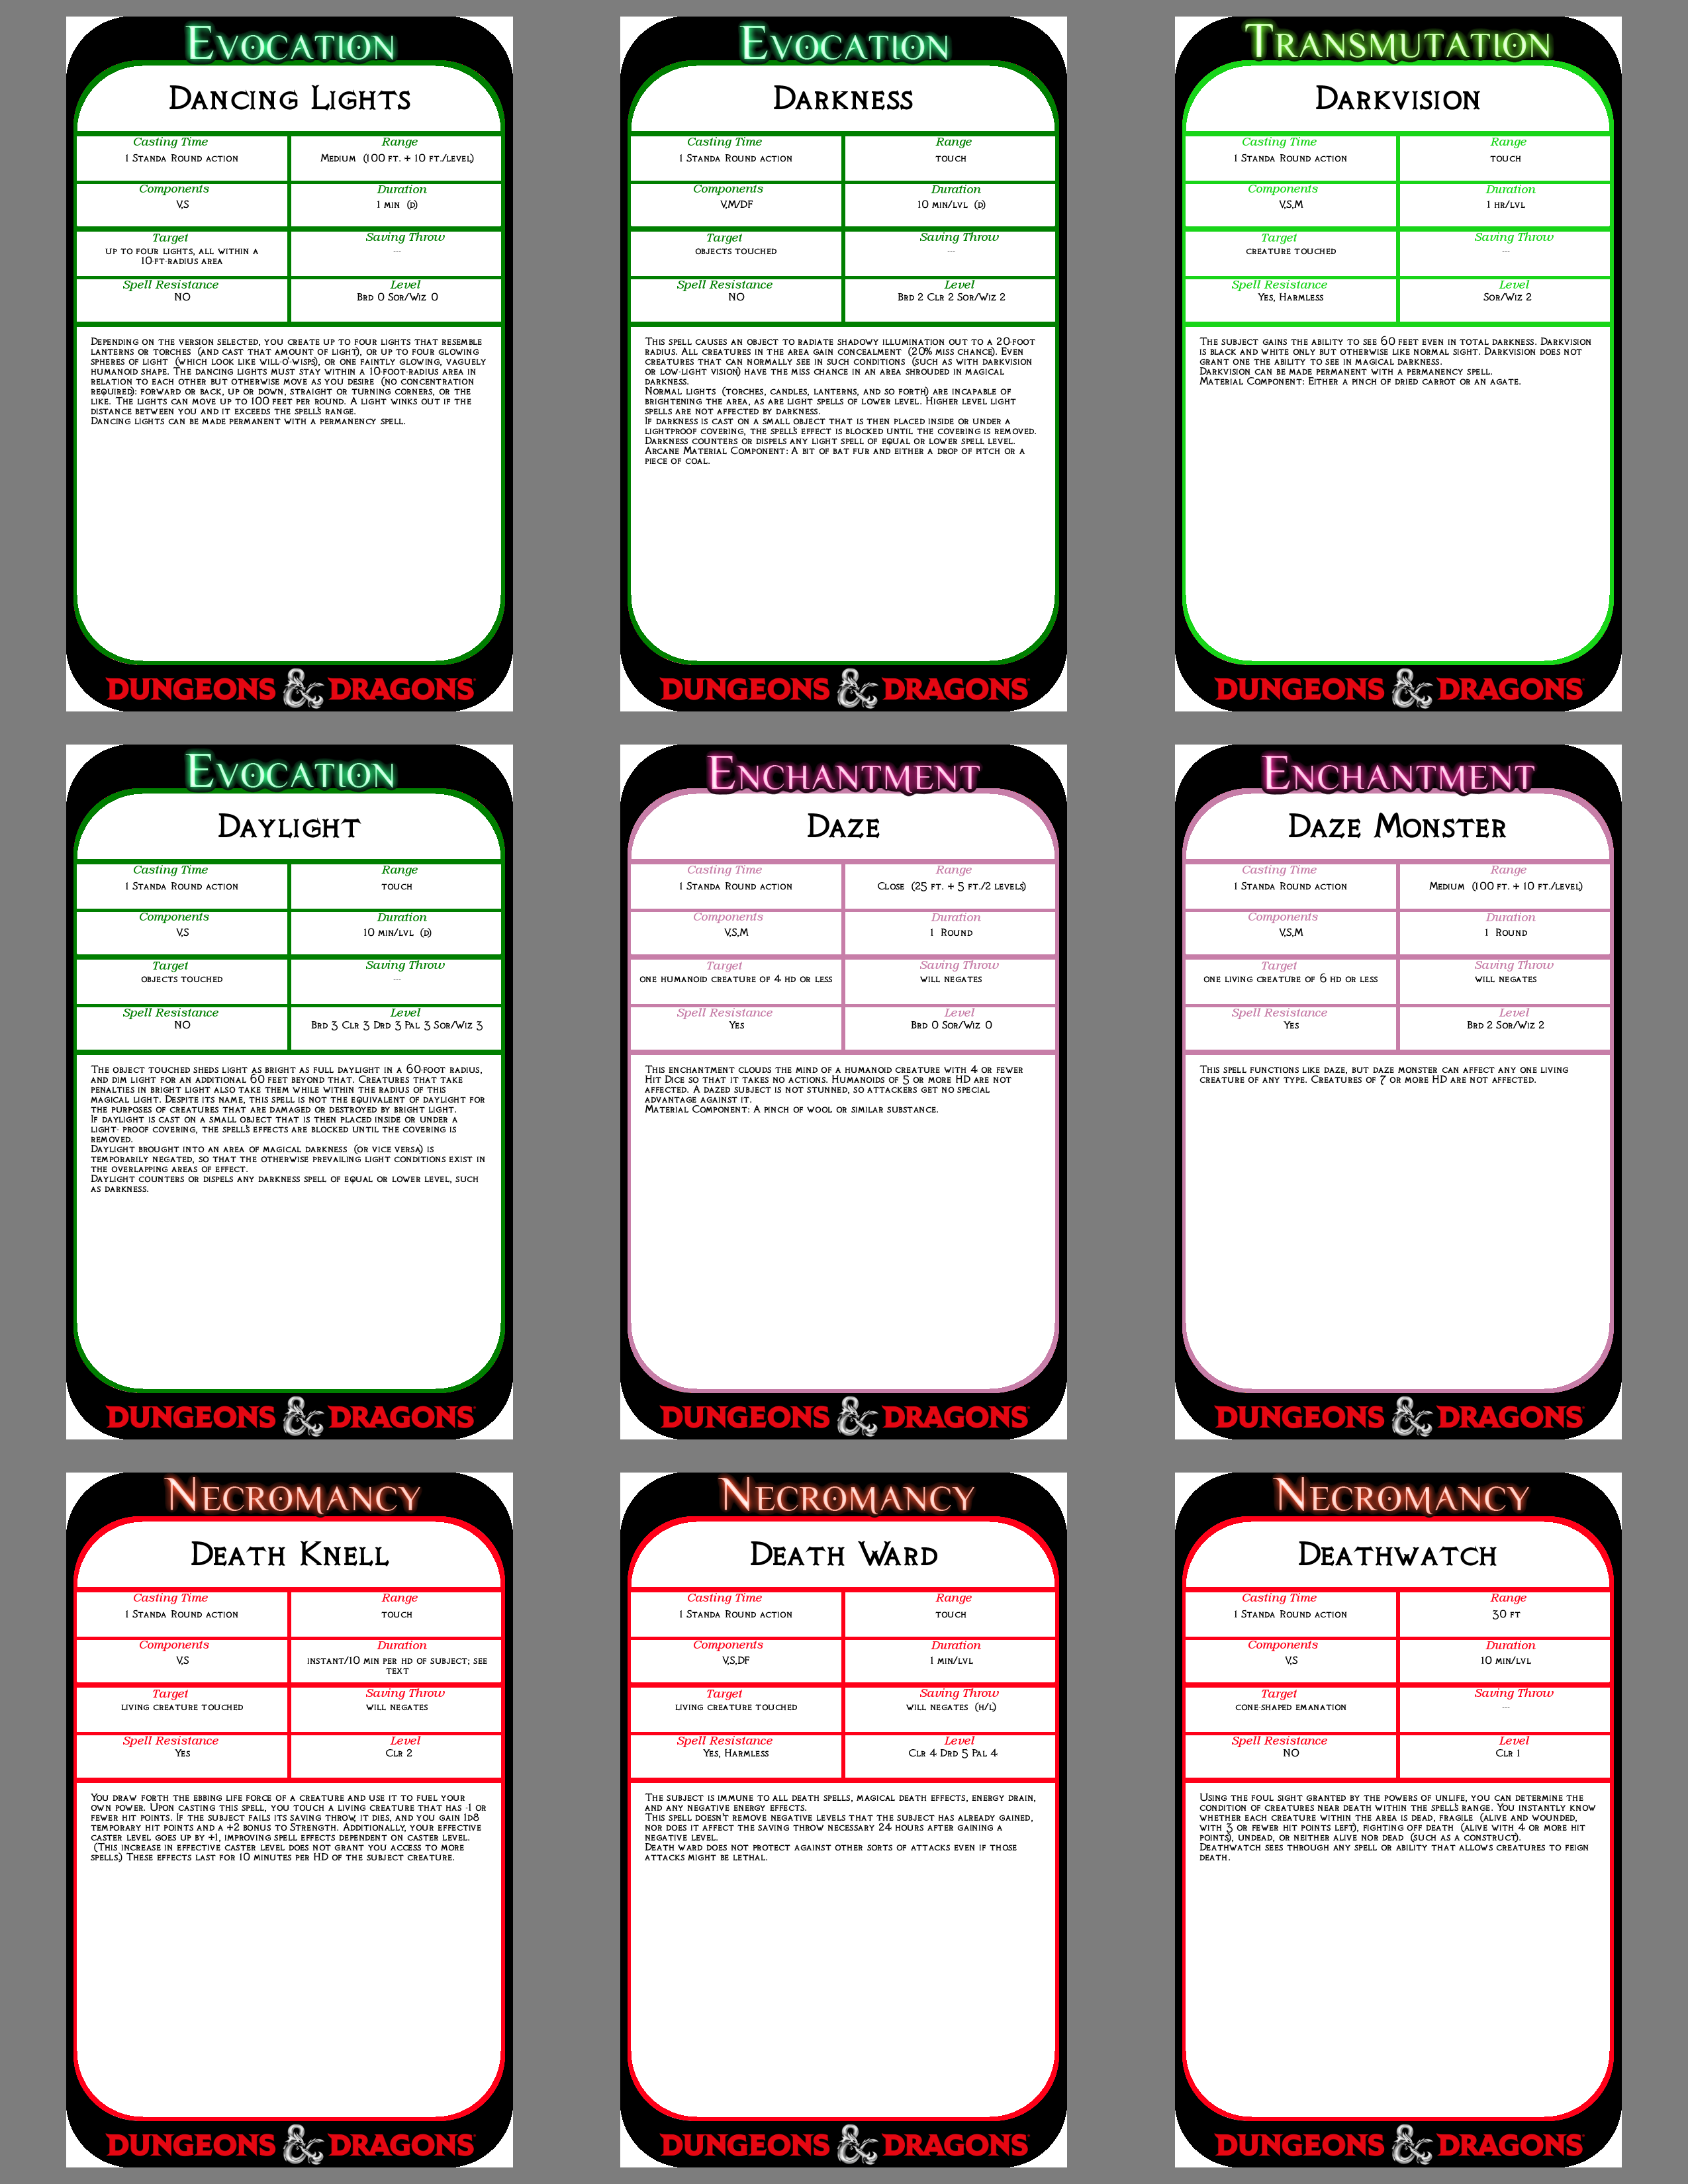 Evocation
Dancing Lights
Casting Time
Range
1 Standa Round action
Medium (100 ft. + 10 ft./level)
Components
Duration
V,S
1 min (D)
Target
Saving Throw
up to four lights, all within a
---
10-ft-radius area
Spell Resistance
Level
NO
Brd 0 Sor/Wiz 0
Depending on the version selected, you create up to four lights that resemble
lanterns or torches (and cast that amount of light), or up to four glowing
spheres of light (which look like will-o'-wisps), or one faintly glowing, vaguely
humanoid shape. The dancing lights must stay within a 10-foot-radius area in
relation to each other but otherwise move as you desire (no concentration
required): forward or back, up or down, straight or turning corners, or the
like. The lights can move up to 100 feet per round. A light winks out if the
distance between you and it exceeds the spell's range.
Dancing lights can be made permanent with a permanency spell.
DUNGEONS & DRAGONS
Evocation
Darkness
Casting Time
Range
1 Standa Round action
touch
Components
Duration
V,M/DF
10 min/lvl (D)
Target
Saving Throw
objects touched
---
Spell Resistance
Level
NO
Brd 2 Clr 2 Sor/Wiz 2
This spell causes an object to radiate shadowy illumination out to a 20-foot
radius. All creatures in the area gain concealment (20% miss chance). Even
creatures that can normally see in such conditions (such as with darkvision
or low-light vision) have the miss chance in an area shrouded in magical
darkness.
Normal lights (torches, candles, lanterns, and so forth) are incapable of
brightening the area, as are light spells of lower level. Higher level light
spells are not affected by darkness.
If darkness is cast on a small object that is then placed inside or under a
lightproof covering, the spell's effect is blocked until the covering is removed.
Darkness counters or dispels any light spell of equal or lower spell level.
Arcane Material Component: A bit of bat fur and either a drop of pitch or a
piece of coal.
DUNGEONS & DRAGONS
Transmutation
Darkvision
Casting Time
Range
1 Standa Round action
touch
Components
Duration
V,S,M
1 hr/lvl
Target
Saving Throw
creature touched
---
Spell Resistance
Level
Yes, Harmless
Sor/Wiz 2
The subject gains the ability to see 60 feet even in total darkness. Darkvision
is black and white only but otherwise like normal sight. Darkvision does not
grant one the ability to see in magical darkness.
Darkvision can be made permanent with a permanency spell.
Material Component: Either a pinch of dried carrot or an agate.
DUNGEONS & DRAGONS
Evocation
Daylight
Casting Time
Range
1 Standa Round action
touch
Components
Duration
V,S
10 min/lvl (D)
Target
Saving Throw
objects touched
---
Spell Resistance
Level
NO
Brd 3 Clr 3 Drd 3 Pal 3 Sor/Wiz 3
The object touched sheds light as bright as full daylight in a 60-foot radius,
and dim light for an additional 60 feet beyond that. Creatures that take
penalties in bright light also take them while within the radius of this
magical light. Despite its name, this spell is not the equivalent of daylight for
the purposes of creatures that are damaged or destroyed by bright light.
If daylight is cast on a small object that is then placed inside or under a
light- proof covering, the spell's effects are blocked until the covering is
removed.
Daylight brought into an area of magical darkness (or vice versa) is
temporarily negated, so that the otherwise prevailing light conditions exist in
the overlapping areas of effect.
Daylight counters or dispels any darkness spell of equal or lower level, such
as darkness.
DUNGEONS & DRAGONS
Enchantment
Daze
Casting Time
Range
1 Standa Round action
Close (25 ft. + 5 ft./2 levels)
Components
Duration
V,S,M
1 Round
Target
Saving Throw
one humanoid creature of 4 hd or less
will negates
Spell Resistance
Level
Yes
Brd 0 Sor/Wiz 0
This enchantment clouds the mind of a humanoid creature with 4 or fewer
Hit Dice so that it takes no actions. Humanoids of 5 or more HD are not
affected. A dazed subject is not stunned, so attackers get no special
advantage against it.
Material Component: A pinch of wool or similar substance.
DUNGEONS & DRAGONS
Enchantment
Daze Monster
Casting Time
Range
1 Standa Round action
Medium (100 ft. + 10 ft./level)
Components
Duration
V,S,M
1 Round
Target
Saving Throw
one living creature of 6 hd or less
will negates
Spell Resistance
Level
Yes
Brd 2 Sor/Wiz 2
This spell functions like daze, but daze monster can affect any one living
creature of any type. Creatures of 7 or more HD are not affected.
DUNGEONS & DRAGONS
Necromancy
Death Knell
Casting Time
Range
1 Standa Round action
touch
Components
Duration
V,S
instant/10 min per hd of subject; see
text
Target
Saving Throw
living creature touched
will negates
Spell Resistance
Level
Yes
Clr 2
You draw forth the ebbing life force of a creature and use it to fuel your
own power. Upon casting this spell, you touch a living creature that has -1 or
fewer hit points. If the subject fails its saving throw, it dies, and you gain 1d8
temporary hit points and a +2 bonus to Strength. Additionally, your effective
caster level goes up by +1, improving spell effects dependent on caster level.
(This increase in effective caster level does not grant you access to more
spells.) These effects last for 10 minutes per HD of the subject creature.
DUNGEONS & DRAGONS
Necromancy
Death Ward
Casting Time
Range
1 Standa Round action
touch
Components
Duration
V,S,DF
1 min/lvl
Target
Saving Throw
living creature touched
will negates (H/L)
Spell Resistance
Level
Yes, Harmless
Clr 4 Drd 5 Pal 4
The subject is immune to all death spells, magical death effects, energy drain,
and any negative energy effects.
This spell doesn't remove negative levels that the subject has already gained,
nor does it affect the saving throw necessary 24 hours after gaining a
negative level.
Death ward does not protect against other sorts of attacks even if those
attacks might be lethal.
DUNGEONS & DRAGONS
Necromancy
Deathwatch
Casting Time
Range
1 Standa Round action
30 ft
Components
Duration
V,S
10 min/lvl
Target
Saving Throw
cone-shaped emanation
---
Spell Resistance
Level
NO
Clr 1
Using the foul sight granted by the powers of unlife, you can determine the
condition of creatures near death within the spell's range. You instantly know
whether each creature within the area is dead, fragile (alive and wounded,
with 3 or fewer hit points left), fighting off death (alive with 4 or more hit
points), undead, or neither alive nor dead (such as a construct).
Deathwatch sees through any spell or ability that allows creatures to feign
death.
DUNGEONS & DRAGONS